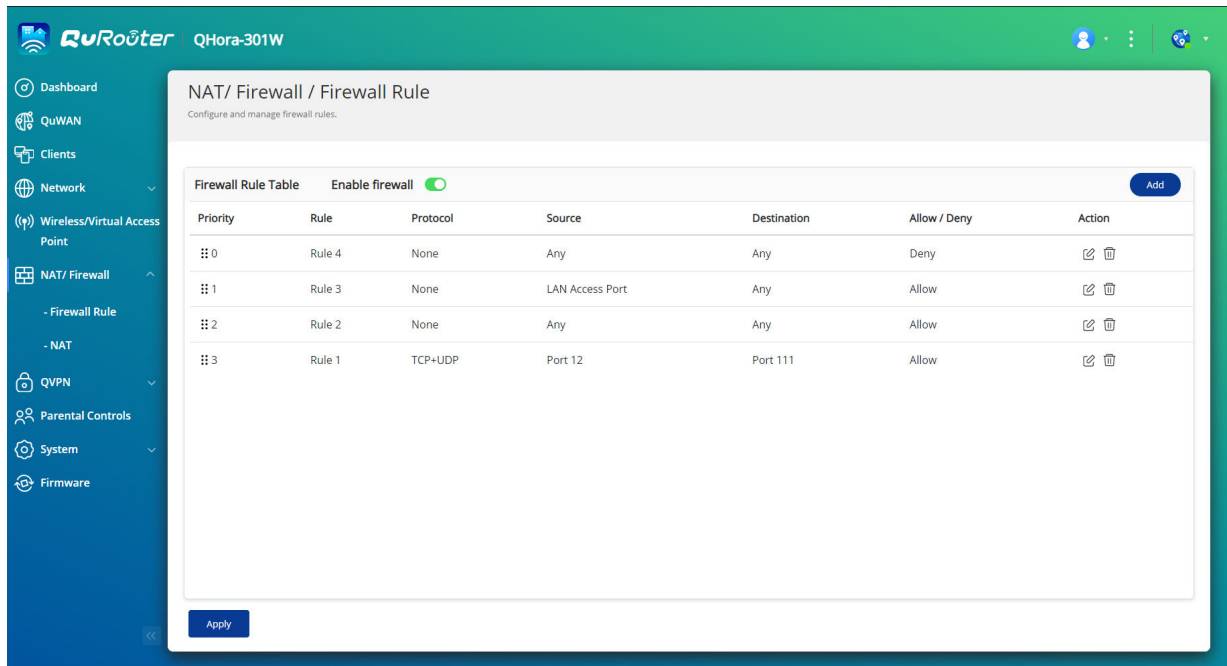 QuRouter QHora-301W
Dashboard
QuWAN
Clients
Network
Wireless/Virtual Access
Point
NAT/ Firewall
- Firewall Rule
- NAT
QVPN
Parental Controls
System
Firmware
NAT/ Firewall / Firewall Rule
Configure and manage firewall rules.
Firewall Rule Table Enable firewall Add
Priority Rule Protocol Source Destination Allow / Deny Action
0 Rule 4 None Any Any Deny
1 Rule 3 None LAN Access Port Any Allow
2 Rule 2 None Any Any Allow
3 Rule 1 TCP+UDP Port 12 Port 111 Allow
Apply